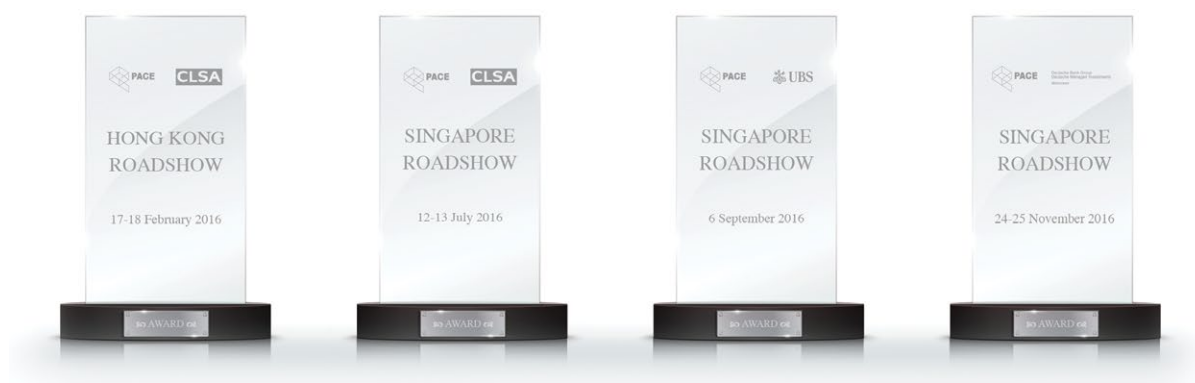 PACE CLSA
HONG KONG
ROADSHOW
17-18 February 2016
AWARD
PACE CLSA
SINGAPORE
ROADSHOW
12-13 July 2016
AWARD
PACE UBS
SINGAPORE
ROADSHOW
6 September 2016
AWARD
PACE
SINGAPORE
ROADSHOW
24-25 November 2016
AWARD